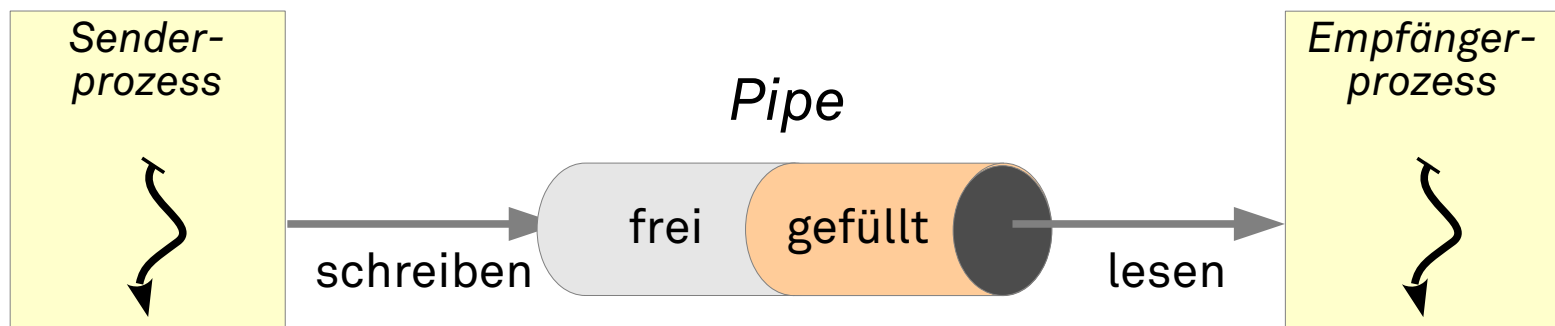 Sender-
prozess
Pipe
Empfänger-
prozess
frei
gefüllt
schreiben
lesen